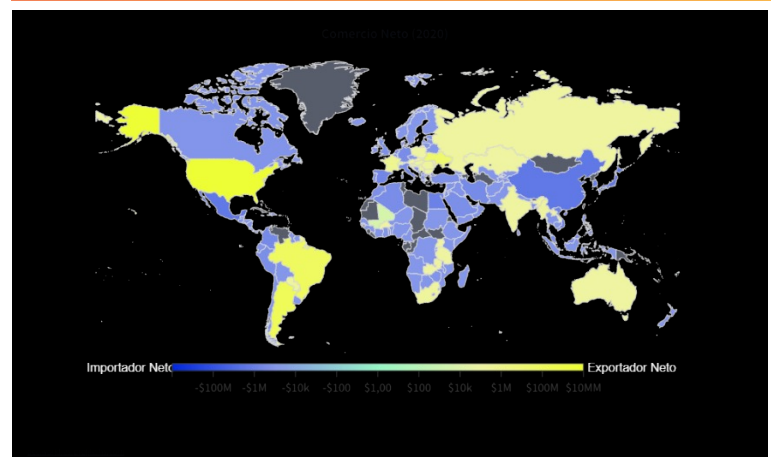 Comercio Neto (2020)
Importador Neto
Exportador Neto
-$100M -$1M -$10k -$100 $1,00 $100 $10k $1M $100M $10MM